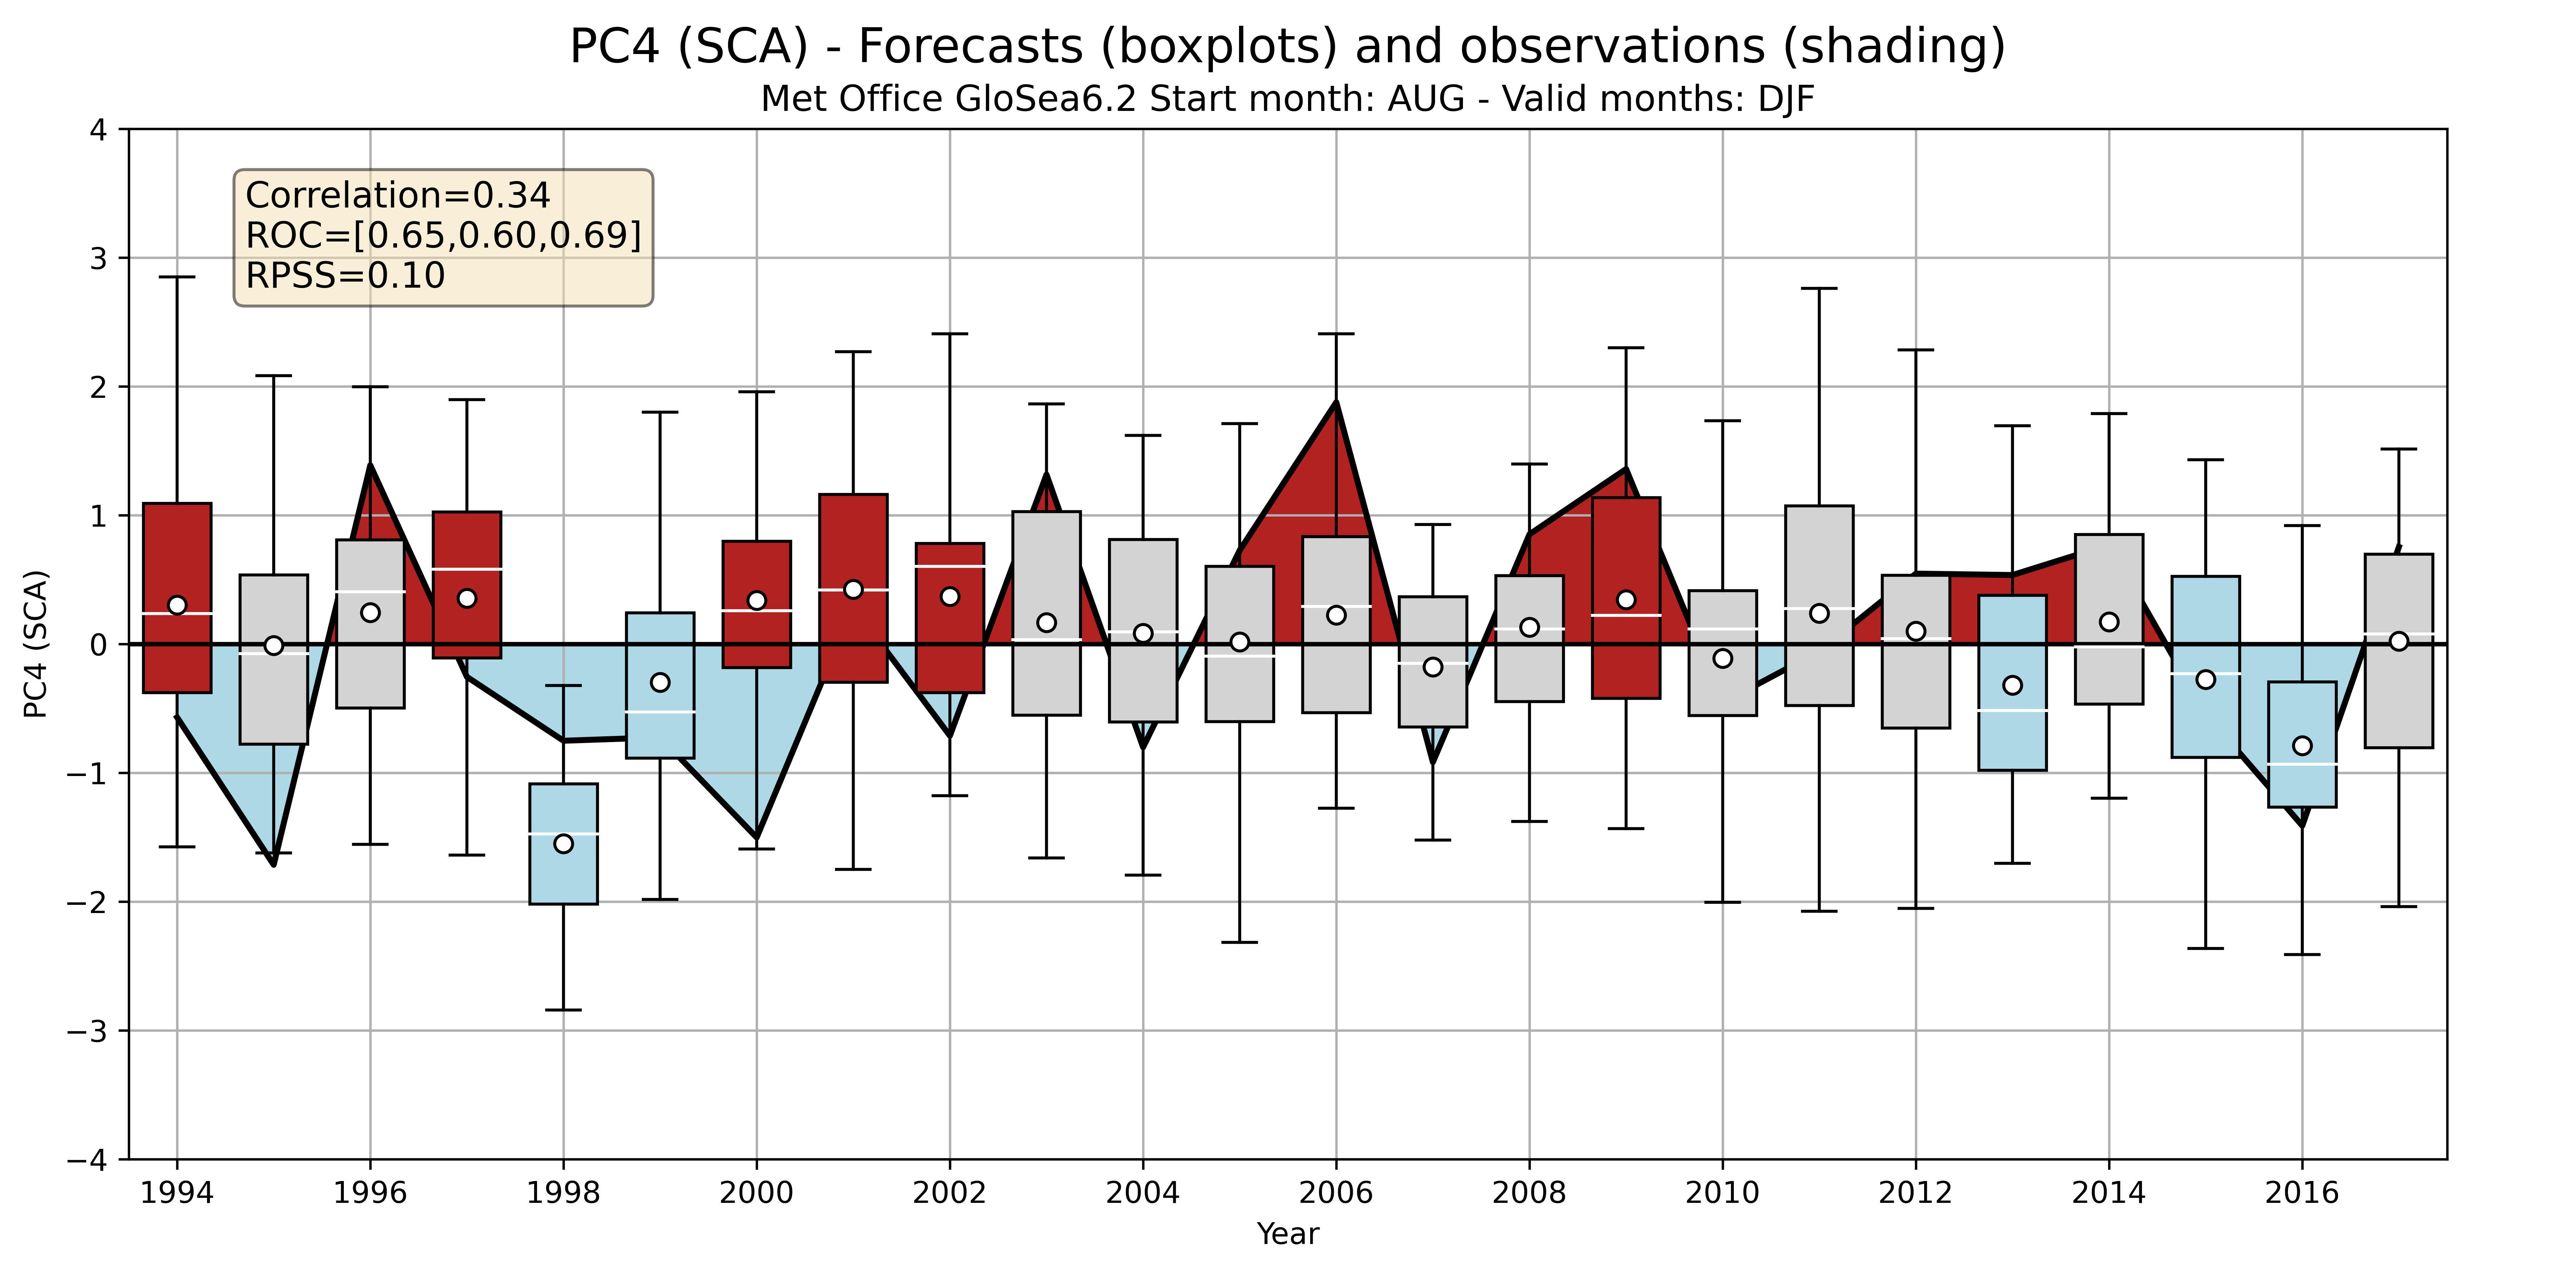 PC4 (SCA) - Forecasts (boxplots) and observations (shading)
Met Office GloSea6.2 Start month: AUG - Valid months: DJF
Correlation=0.34
ROC=[0.65,0.60,0.69]
RPSS=0.10
PC4 (SCA)
4
3
2
1
0
−1
−2
−3
−4
1994 1996 1998 2000 2002 2004 2006 2008 2010 2012 2014 2016
Year